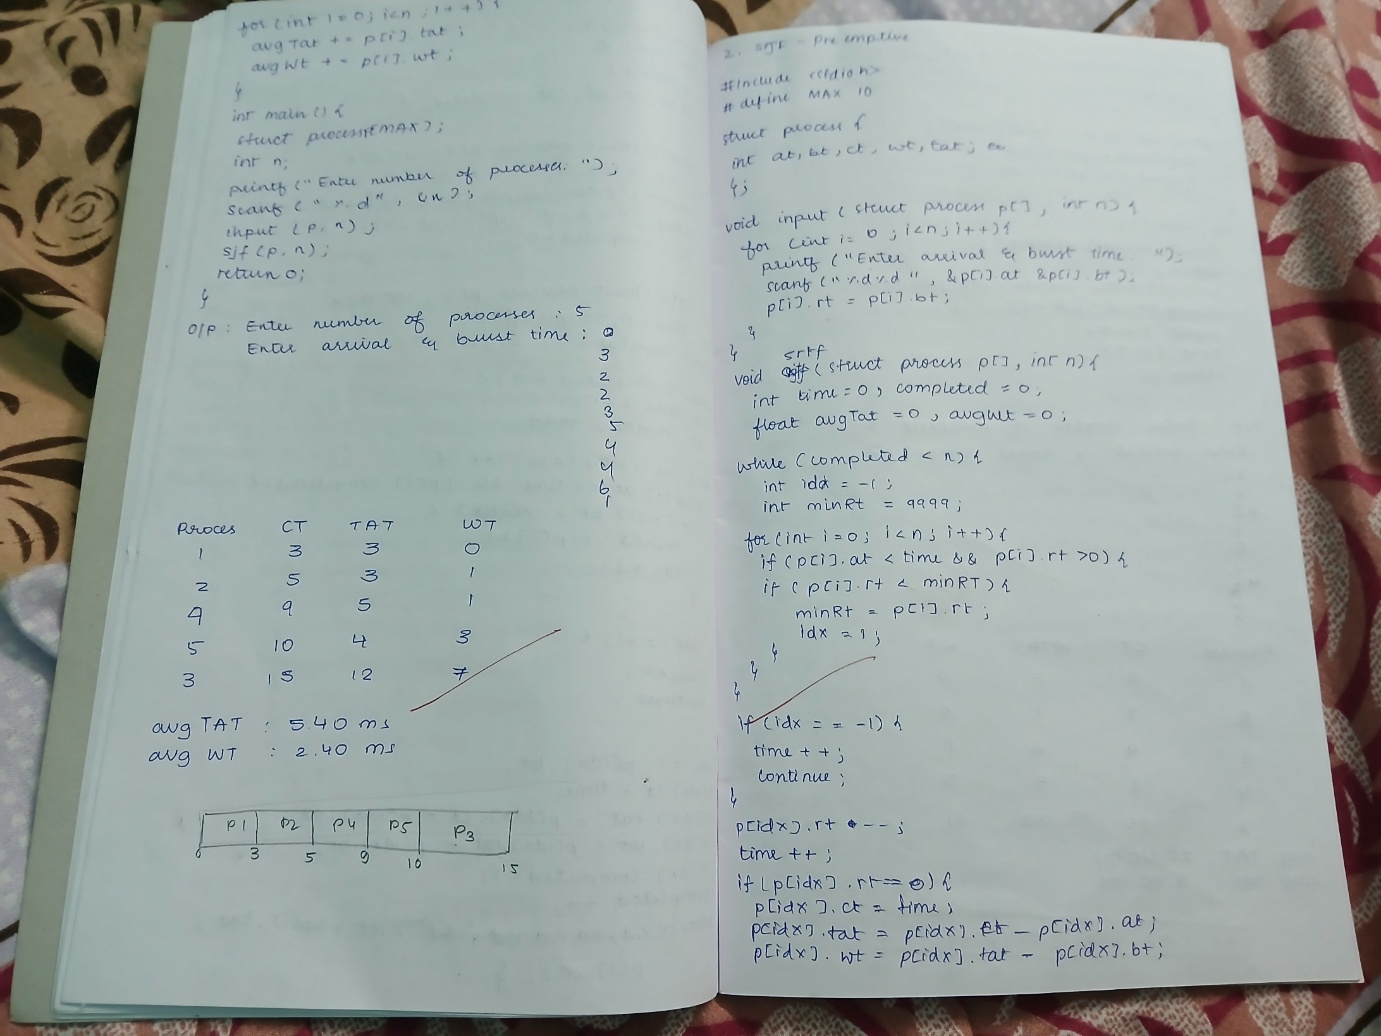 for (int i=0; i<n; i++) {
avg Tat += p[i].tat;
avg Wt += p[i].wt;
}
int main () {
struct process p[MAX];
int n;
printf ("Enter number of processes: ");
scanf ("%d", &n);
input (p, n);
sjf (p, n);
return 0;
}
O/P: Enter number of processes : 5
Enter arrival & burst time : 0
3
2
2
3
5
4
4
6
1
Proces CT TAT WT
1 3 3 0
2 5 3 1
4 9 5 1
5 10 4 3
3 15 12 7
avg TAT : 5.40 ms
avg WT : 2.40 ms
P1 P2 P4 P5 P3
0 3 5 9 10 15
2. SJF - Pre emptive
#include <stdio h>
# define MAX 10
struct process {
int at, bt, ct, wt, tat;
};
void input (struct process p[], int n) {
for (int i= 0; i<n; i++) {
printf ("Enter arrival & burst time ");
scanf ("%d%d", &p[i].at &p[i].bt);
p[i].rt = p[i].bt;
}
}
void srtf (struct process p[], int n) {
int time = 0, completed = 0;
float avgTat = 0, avgWt = 0;
while (completed < n) {
int idx = -1;
int minRt = 9999;
for (int i=0; i<n; i++) {
if (p[i].at < time && p[i].rt >0) {
if (p[i].rt < minRT) {
minRt = p[i].rt;
idx = i;
}
}
}
if (idx = = -1) {
time ++;
continue;
}
p[idx].rt --;
time ++;
if (p[idx].rt == 0) {
p[idx].ct = time;
p[idx].tat = p[idx].ct - p[idx].at;
p[idx].wt = p[idx].tat - p[idx].bt;